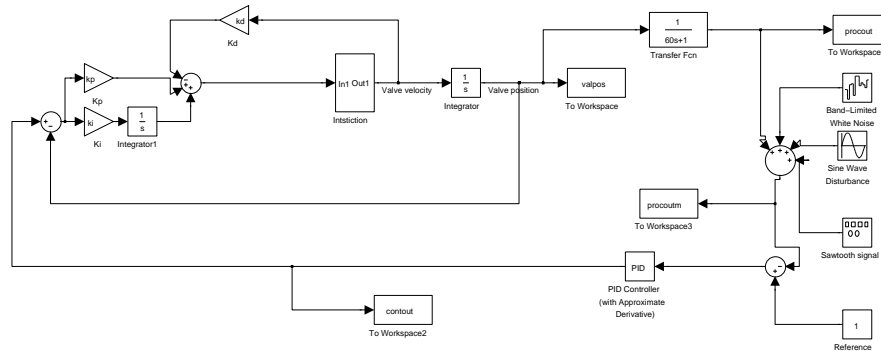 kd
Kd
1
60s+1
Transfer Fcn
procout
To Workspace
kp
Kp
In1 Out1
Intstiction
Valve velocity
1
s
Integrator
Valve position
valpos
To Workspace
Band-Limited
White Noise
ki
Ki
1
s
Integrator1
Sine Wave
Disturbance
procoutm
To Workspace3
Sawtooth signal
PID
PID Controller
(with Approximate
Derivative)
contout
To Workspace2
1
Reference